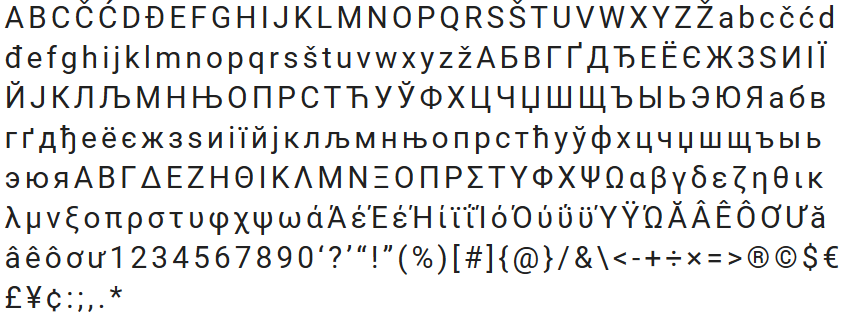 ABCČĆDĐEFGHIJKLMNOPQRSŠTUVWXYZŽabcčćd
đefghijklmnopqrsštuvwxyzžАБВГҐДЂЕЁЄЖЗЅИІЇ
ЙЈКЛЉМНЊОПРСТЋУЎФХЦЧЏШЩЪЫЬЭЮЯабв
гґдђеёєжзѕиіїйјклљмнњопрстћуўфхцчџшщъыь
эюяΑΒΓΔΕΖΗΘΙΚΛΜΝΞΟΠΡΣΤΥΦΧΨΩαβγδεζηθικ
λμνξοπρστυφχψωάΆέΈέΉίϊΐΊόΌύΰϋΎΫΏĂÂÊÔƠƯă
âêôơư1234567890‘?’“!”(%)[#]{@}/&\<-+÷×=>®©$€
£¥¢:;,.*